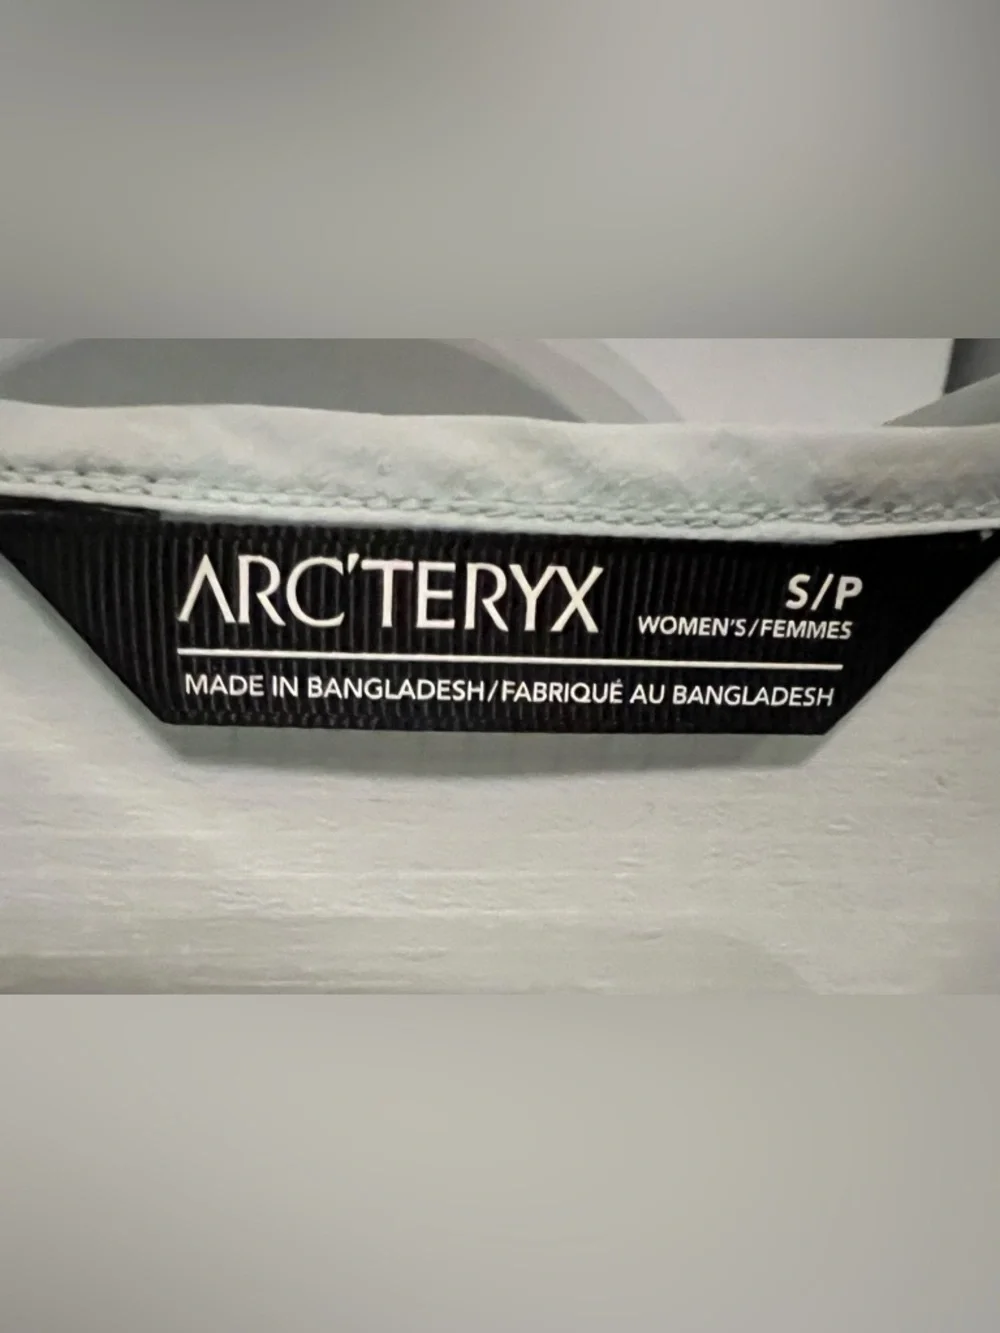 ARC'TERYX
S/P
WOMEN'S/FEMMES
MADE IN BANGLADESH/FABRIQUÉ AU BANGLADESH